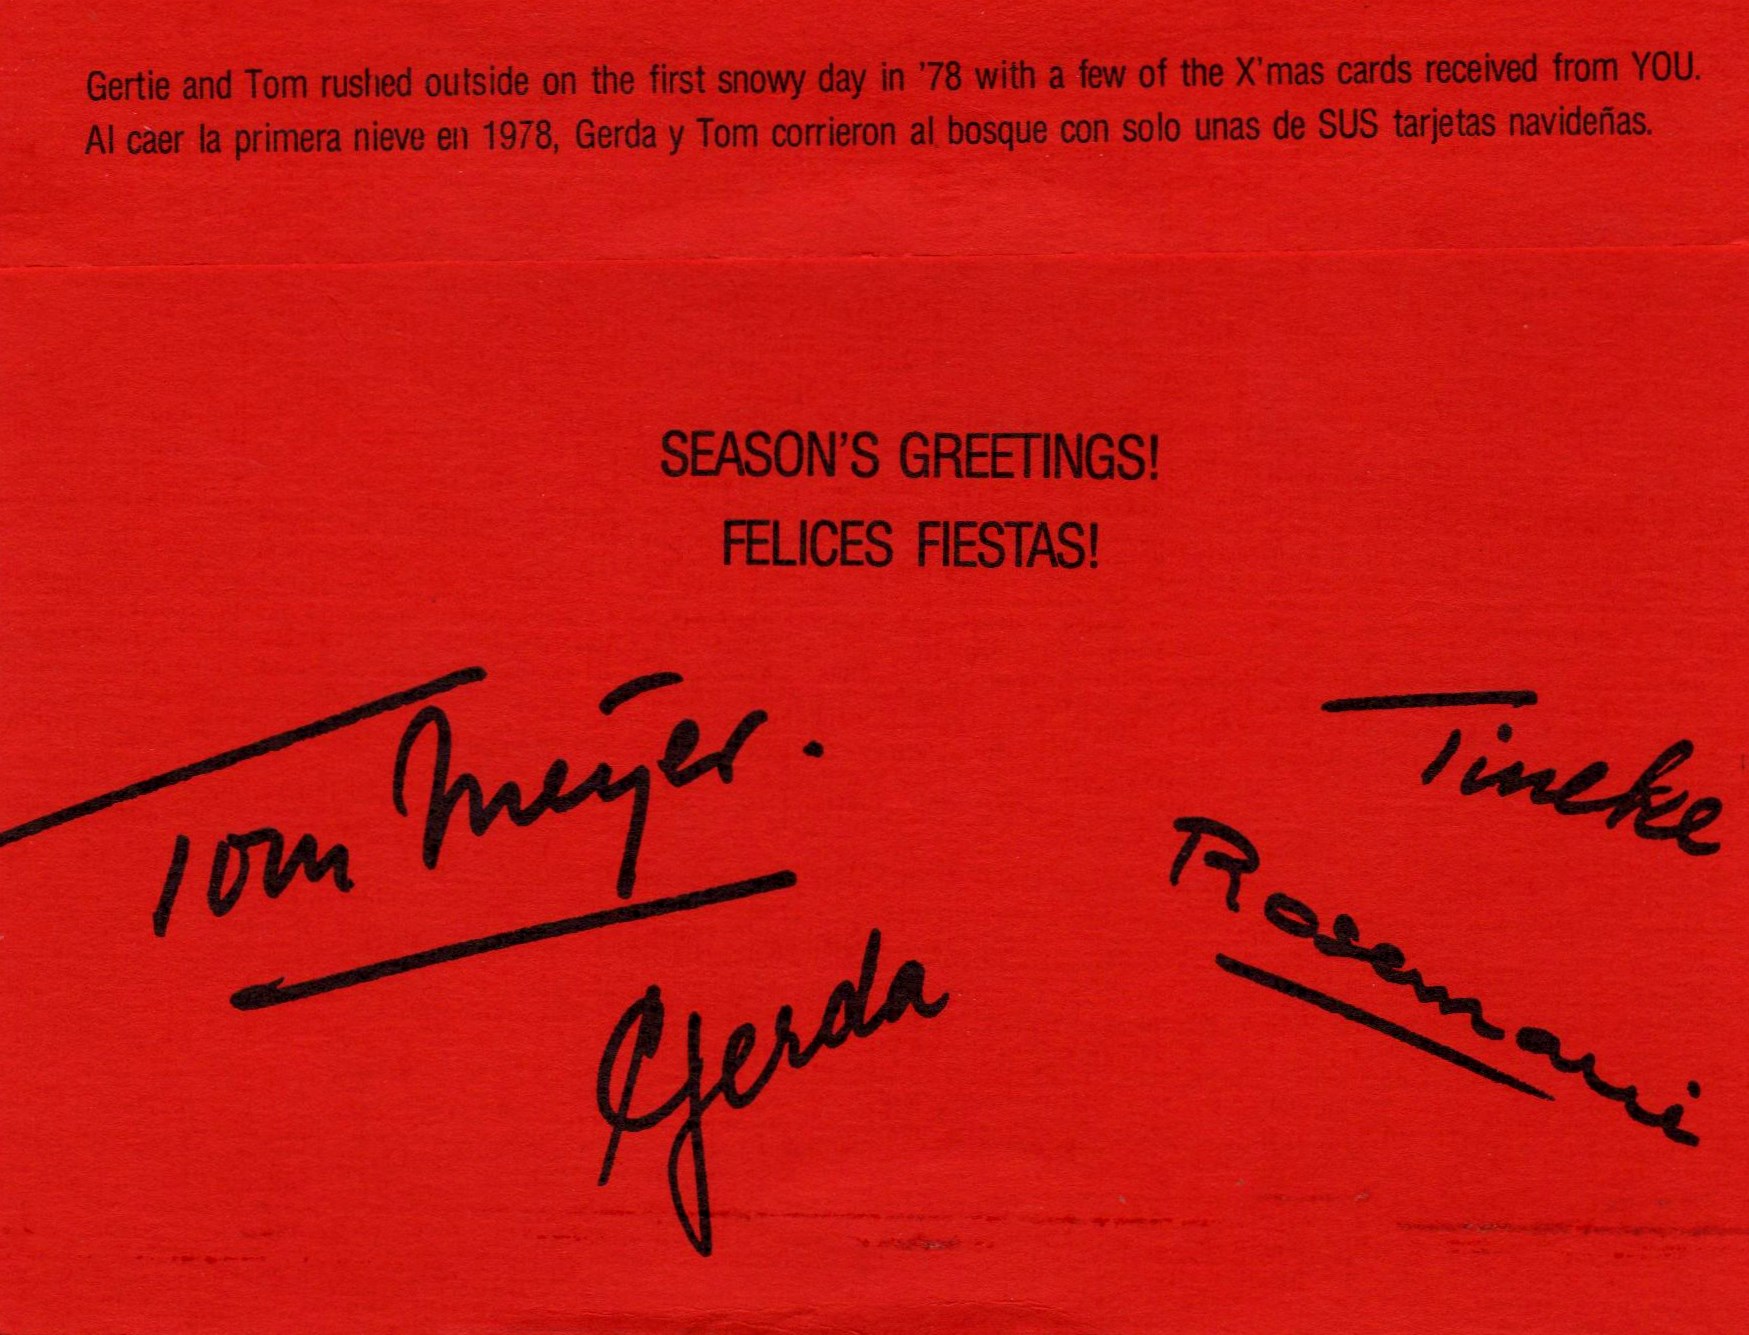 Gertie and Tom rushed outside on the first snowy day in '78 with a few of the X'mas cards received from YOU.
Al caer la primera nieve en 1978, Gerda y Tom corrieron al bosque con solo unas de SUS tarjetas navideñas.
SEASON'S GREETINGS!
FELICES FIESTAS!
Tom Meyer.
Tineke
Rosemarie
Gerda